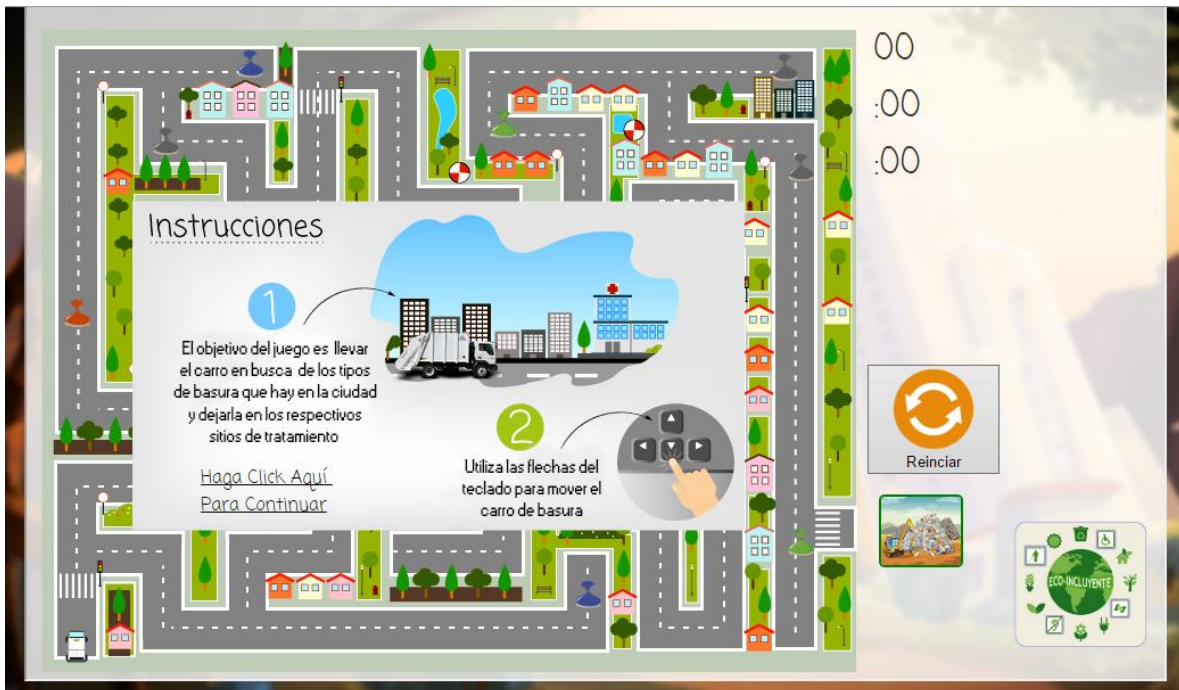 00
:00
:00
Instrucciones
1
El objetivo del juego es llevar
el carro en busca de los tipos
de basura que hay en la ciudad
y dejarla en los respectivos
sitios de tratamiento
Haga Click Aquí
Para Continuar
2
Utiliza las flechas del
teclado para mover el
carro de basura
Reinciar
ECO-INCLUYENTE